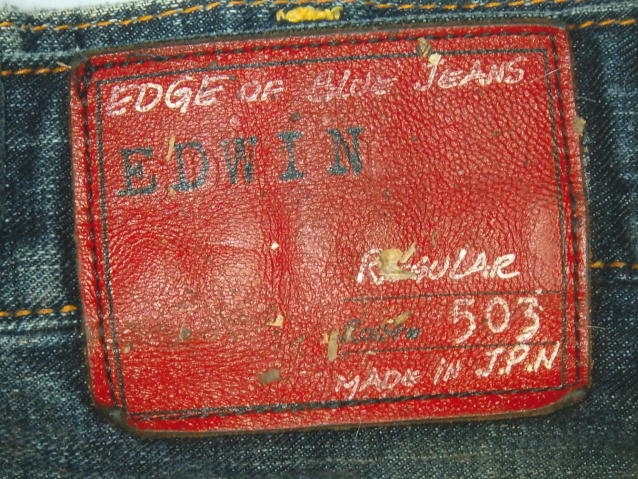 EDGE OF BLUE JEANS
EDWIN
REGULAR
503
MADE IN J.P.N